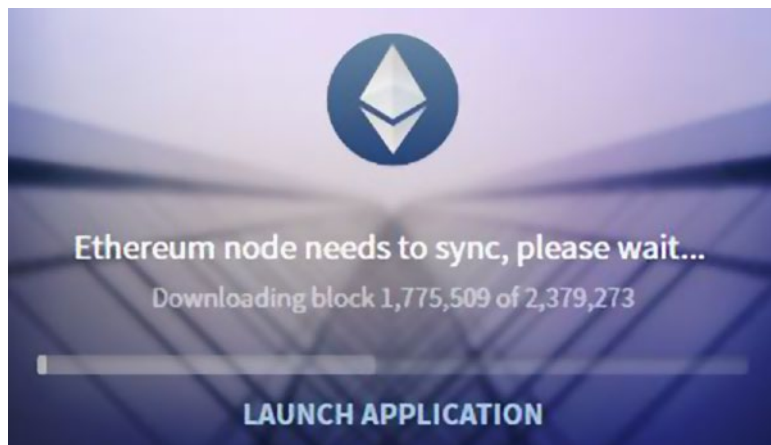 Ethereum node needs to sync, please wait...
Downloading block 1,775,509 of 2,379,273
LAUNCH APPLICATION